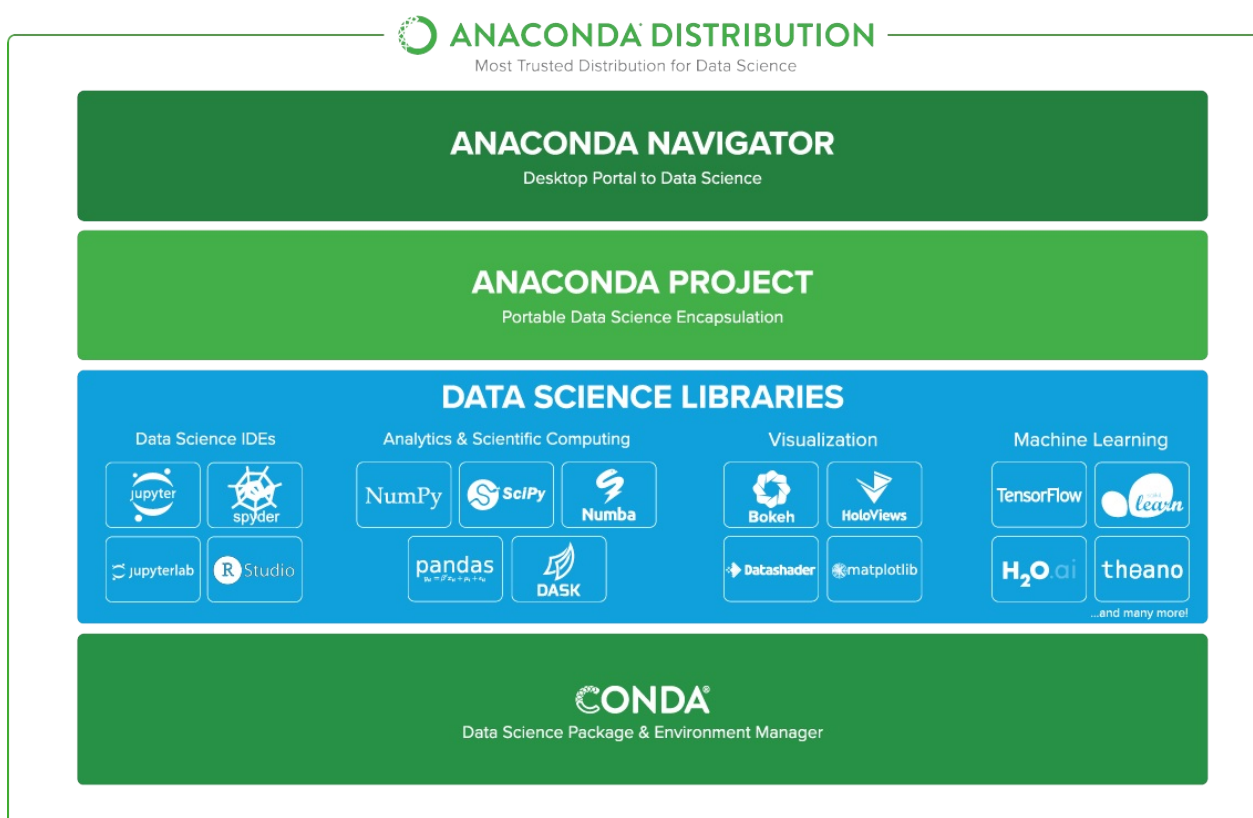 ANACONDA DISTRIBUTION
Most Trusted Distribution for Data Science
ANACONDA NAVIGATOR
Desktop Portal to Data Science
ANACONDA PROJECT
Portable Data Science Encapsulation
DATA SCIENCE LIBRARIES
Data Science IDEs
jupyter
spyder
jupyterlab
R Studio
Analytics & Scientific Computing
NumPy
SciPy
Numba
pandas
DASK
Visualization
Bokeh
HoloViews
Datashader
matplotlib
Machine Learning
TensorFlow
learn
H₂O.ai
theano
...and many more!
CONDA®
Data Science Package & Environment Manager